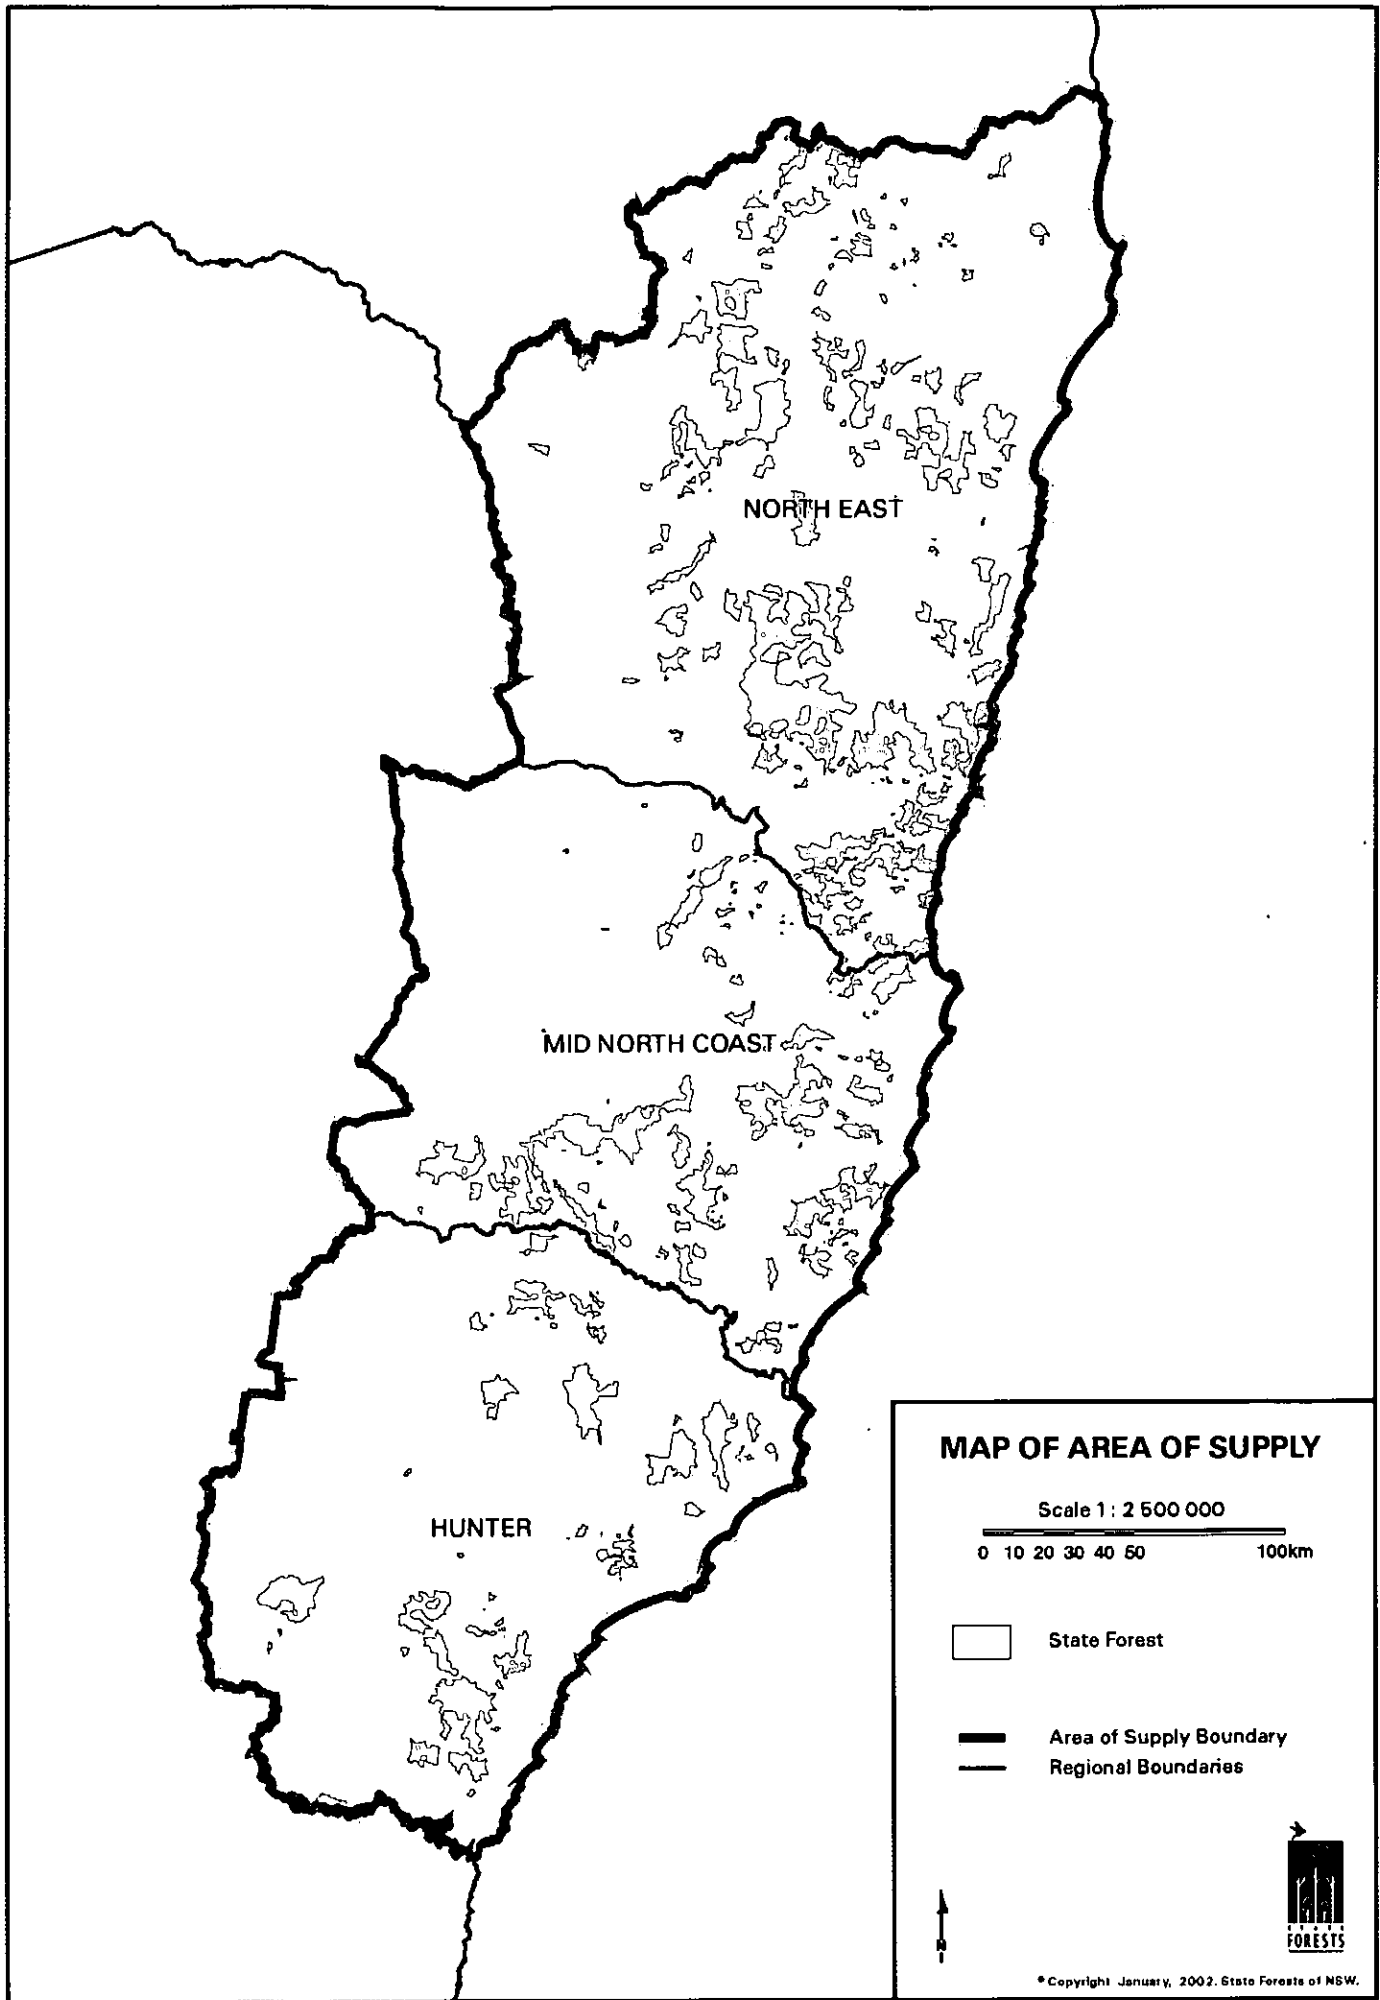 NORTH EAST
MID NORTH COAST
HUNTER
MAP OF AREA OF SUPPLY
Scale 1 : 2 500 000
0 10 20 30 40 50 100km
State Forest
Area of Supply Boundary
Regional Boundaries
N
STATE
FORESTS
© Copyright January, 2002. State Forests of NSW.